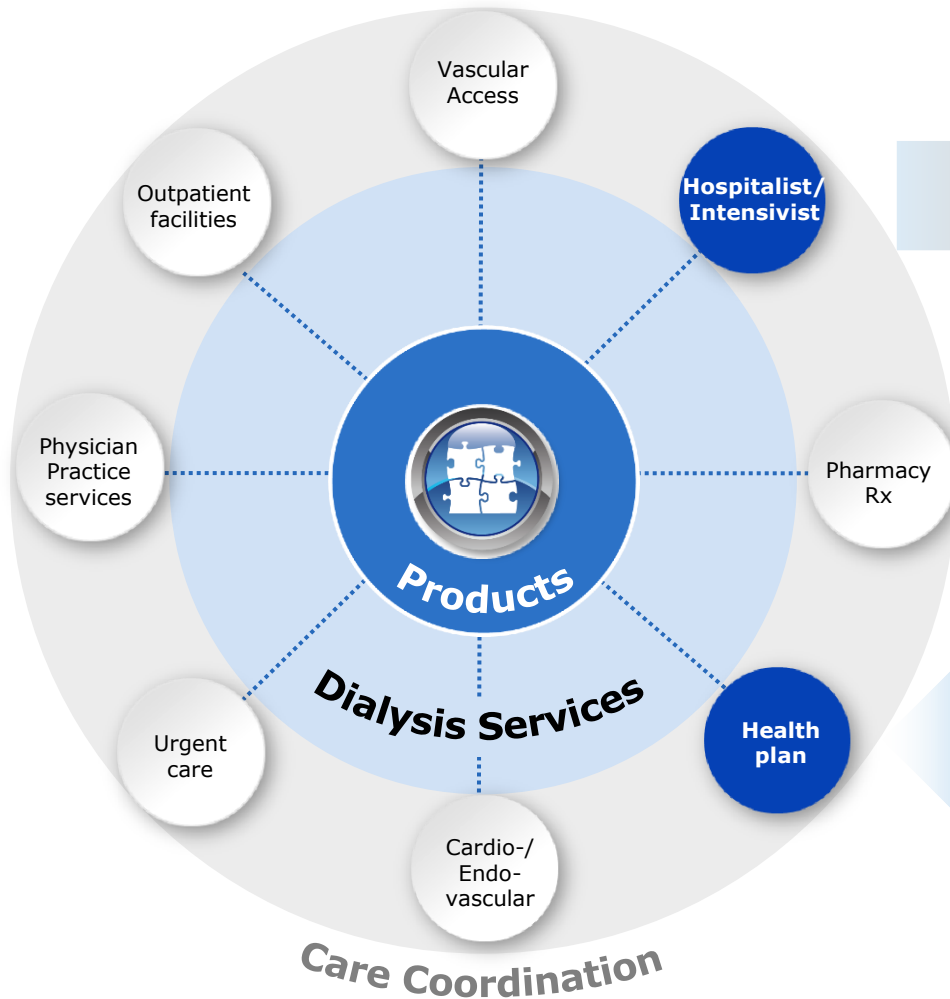 Vascular
Access
Outpatient
facilities
Hospitalist/
Intensivist
Physician
Practice
services
Pharmacy
Rx
Products
Dialysis Services
Urgent
care
Health
plan
Cardio-/
Endo-
vascular
Care Coordination